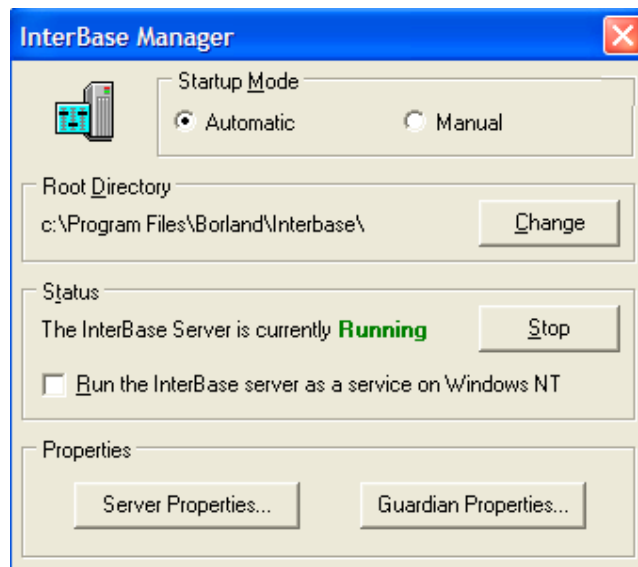 InterBase Manager
Startup Mode
Automatic Manual
Root Directory
c:\Program Files\Borland\Interbase\ Change
Status
The InterBase Server is currently Running Stop
Run the InterBase server as a service on Windows NT
Properties
Server Properties... Guardian Properties...